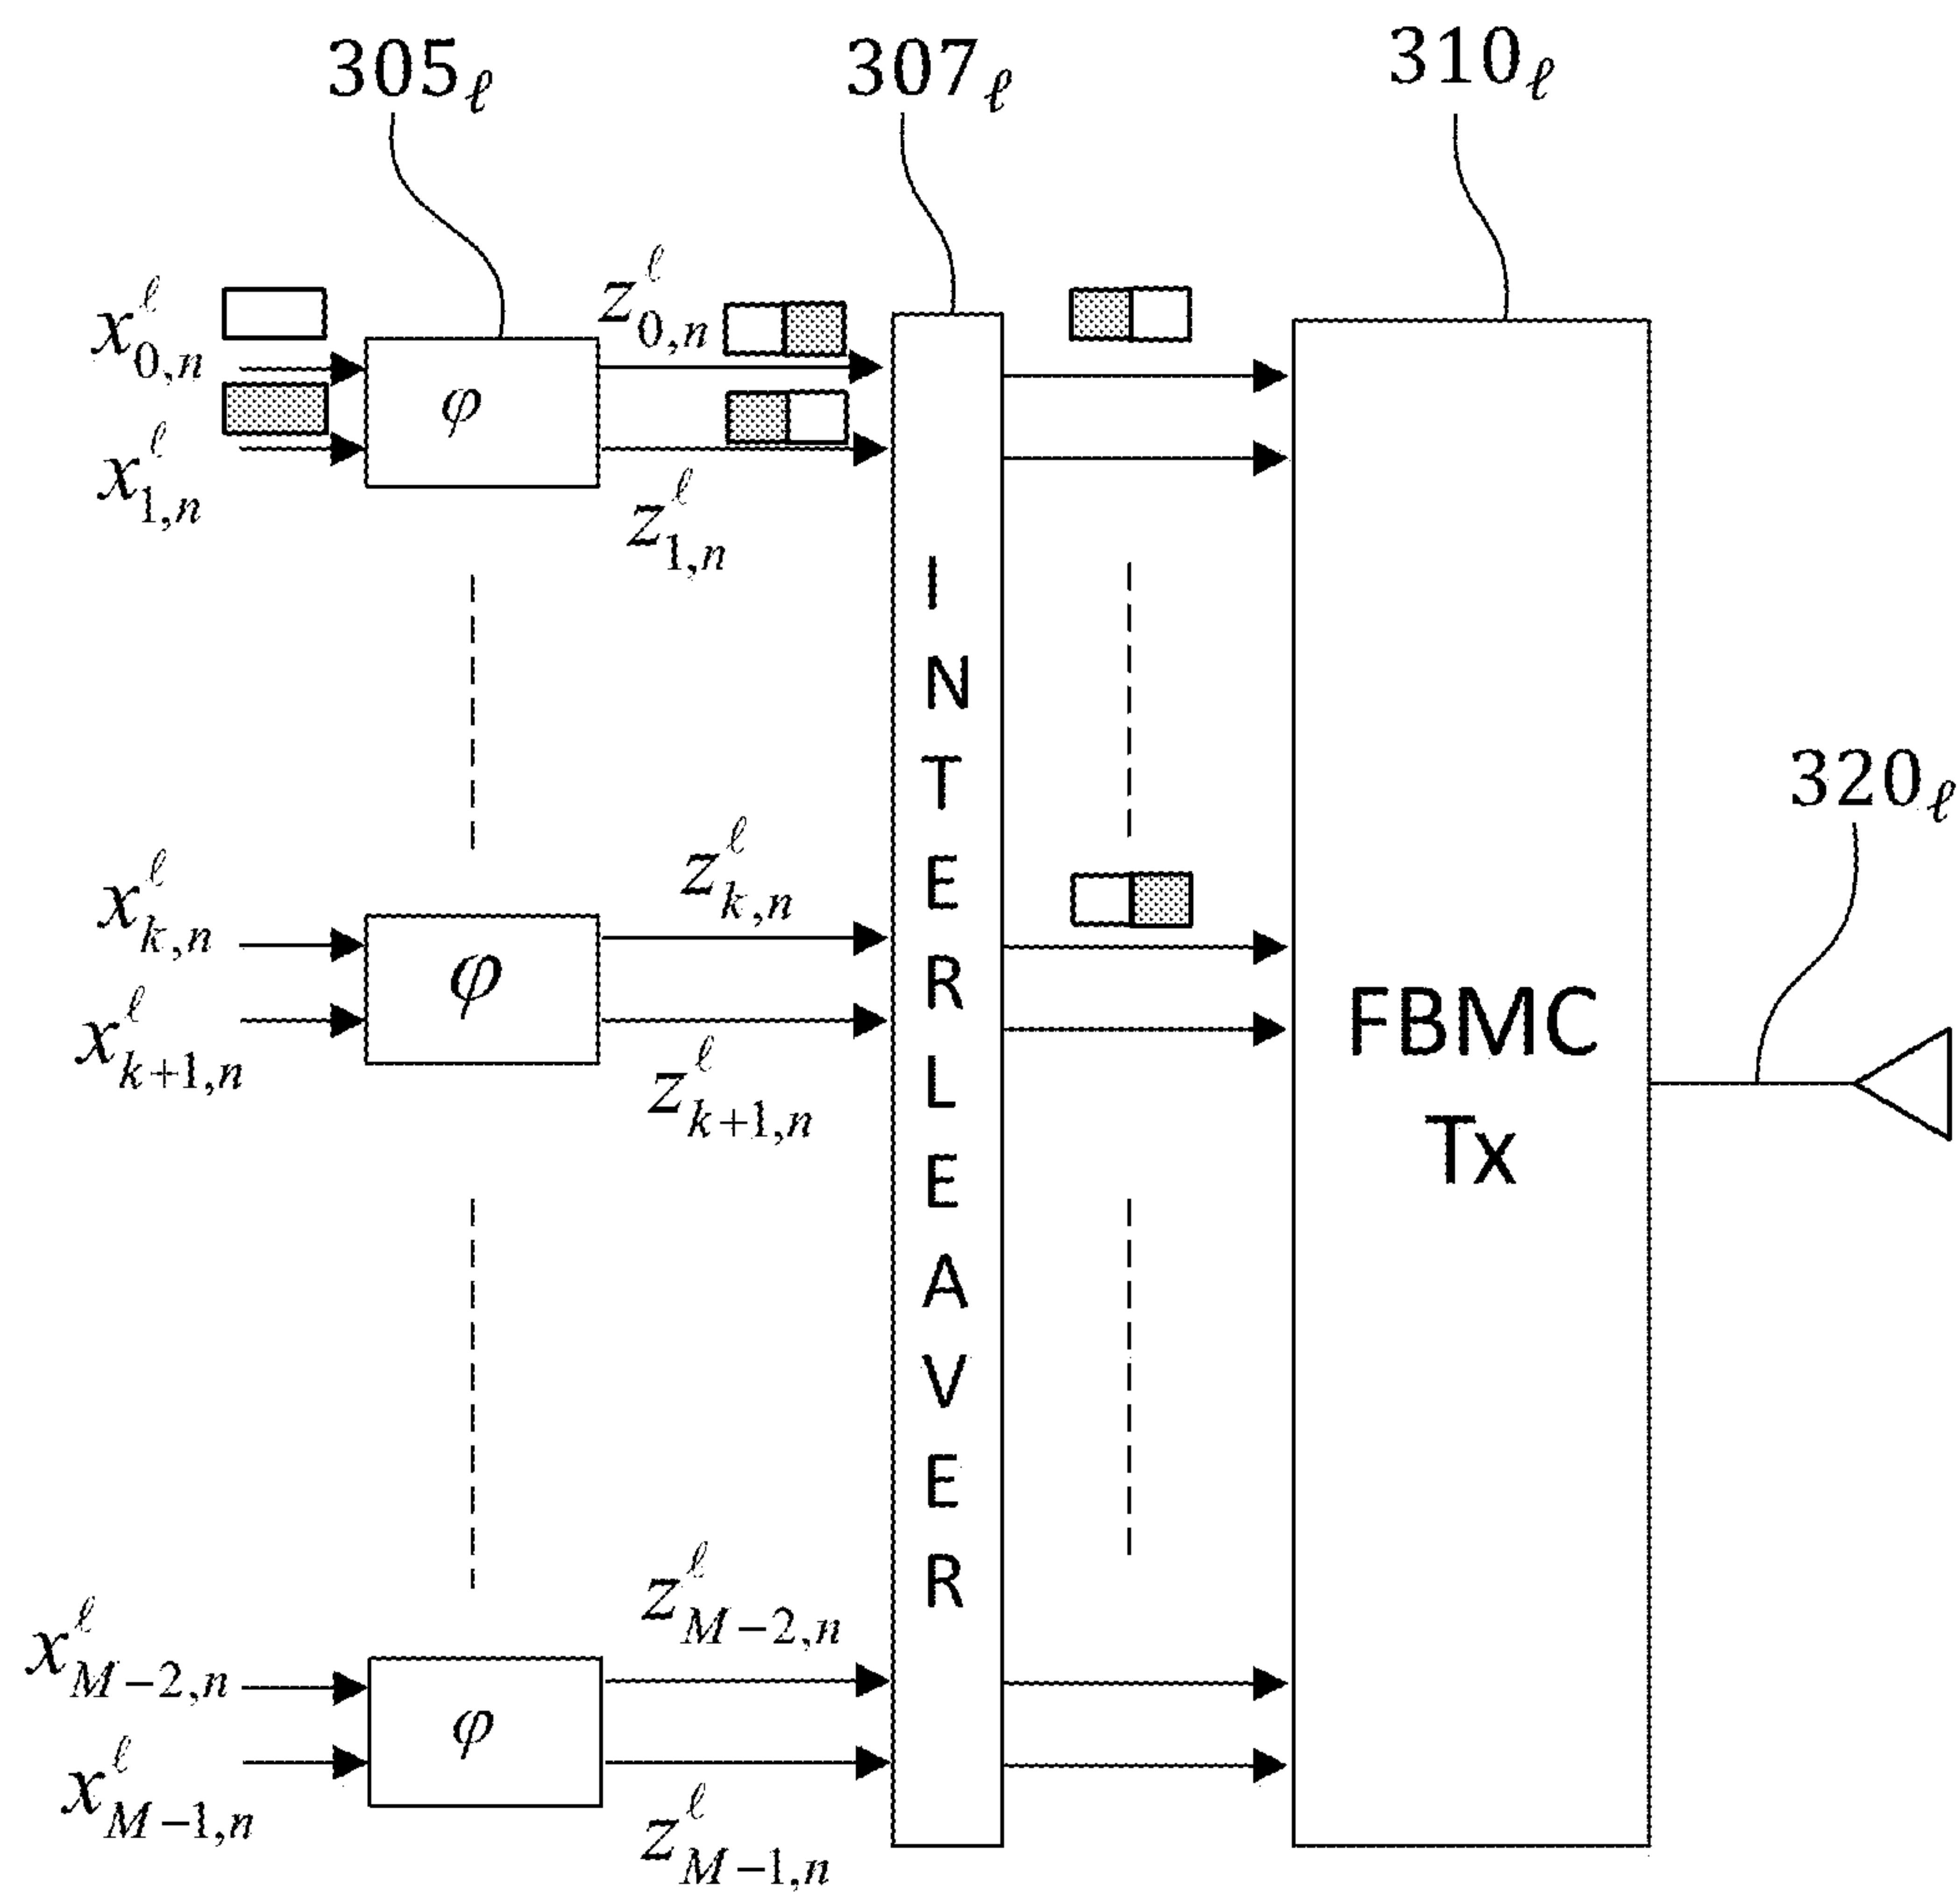 305ℓ 307ℓ 310ℓ
x^ℓ_{0,n} z^ℓ_{0,n}
φ
x^ℓ_{1,n} z^ℓ_{1,n}
INTERLEAVER
320ℓ
x^ℓ_{k,n} z^ℓ_{k,n}
φ
x^ℓ_{k+1,n} z^ℓ_{k+1,n}
FBMC
Tx
x^ℓ_{M−2,n} z^ℓ_{M−2,n}
φ
x^ℓ_{M−1,n} z^ℓ_{M−1,n}